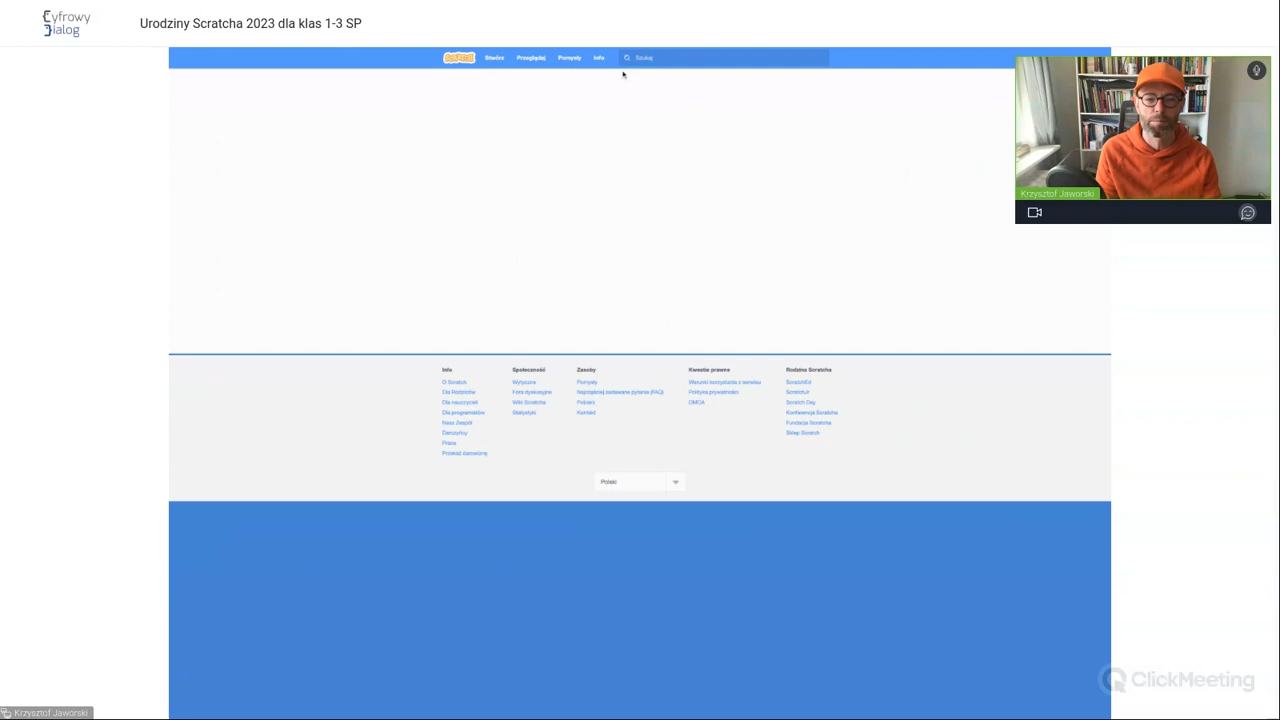 Cyfrowy
Dialog
Urodziny Scratcha 2023 dla klas 1-3 SP
SCRATCH
Stwórz
Przeglądaj
Pomysły
Info
Szukaj
Krzysztof Jaworski
Info
O Scratch
Dla Rodziców
Dla nauczycieli
Dla programistów
Nasz Zespół
Darczyńcy
Praca
Przekaż darowiznę
Społeczność
Wytyczne
Fora dyskusyjne
Wiki Scratcha
Statystyki
Zasoby
Pomysły
Najczęściej zadawane pytania (FAQ)
Pobierz
Kontakt
Kwestie prawne
Warunki korzystania z serwisu
Polityka prywatności
DMCA
Rodzina Scratcha
ScratchEd
ScratchJr
Scratch Day
Konferencja Scratcha
Fundacja Scratcha
Sklep Scratch
Polski
ClickMeeting
Krzysztof Jaworski